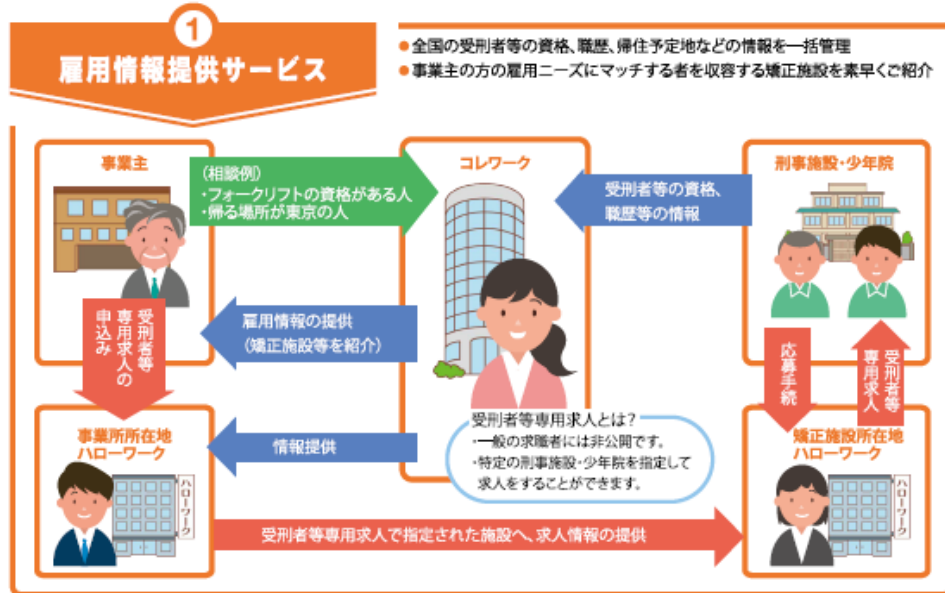 1
雇用情報提供サービス
●全国の受刑者等の資格、職歴、帰住予定地などの情報を一括管理
●事業主の方の雇用ニーズにマッチする者を収容する矯正施設を素早くご紹介
事業主
(相談例)
・フォークリフトの資格がある人
・帰る場所が東京の人
コレワーク
受刑者等の資格、
職歴等の情報
刑事施設・少年院
受刑者等
専用求人の
申込み
雇用情報の提供
(矯正施設等を紹介)
応募手続
受刑者等
専用求人
事業所所在地
ハローワーク
ハローワーク
情報提供
受刑者等専用求人とは?
・一般の求職者には非公開です。
・特定の刑事施設・少年院を指定して
求人をすることができます。
矯正施設所在地
ハローワーク
ハローワーク
受刑者等専用求人で指定された施設へ、求人情報の提供